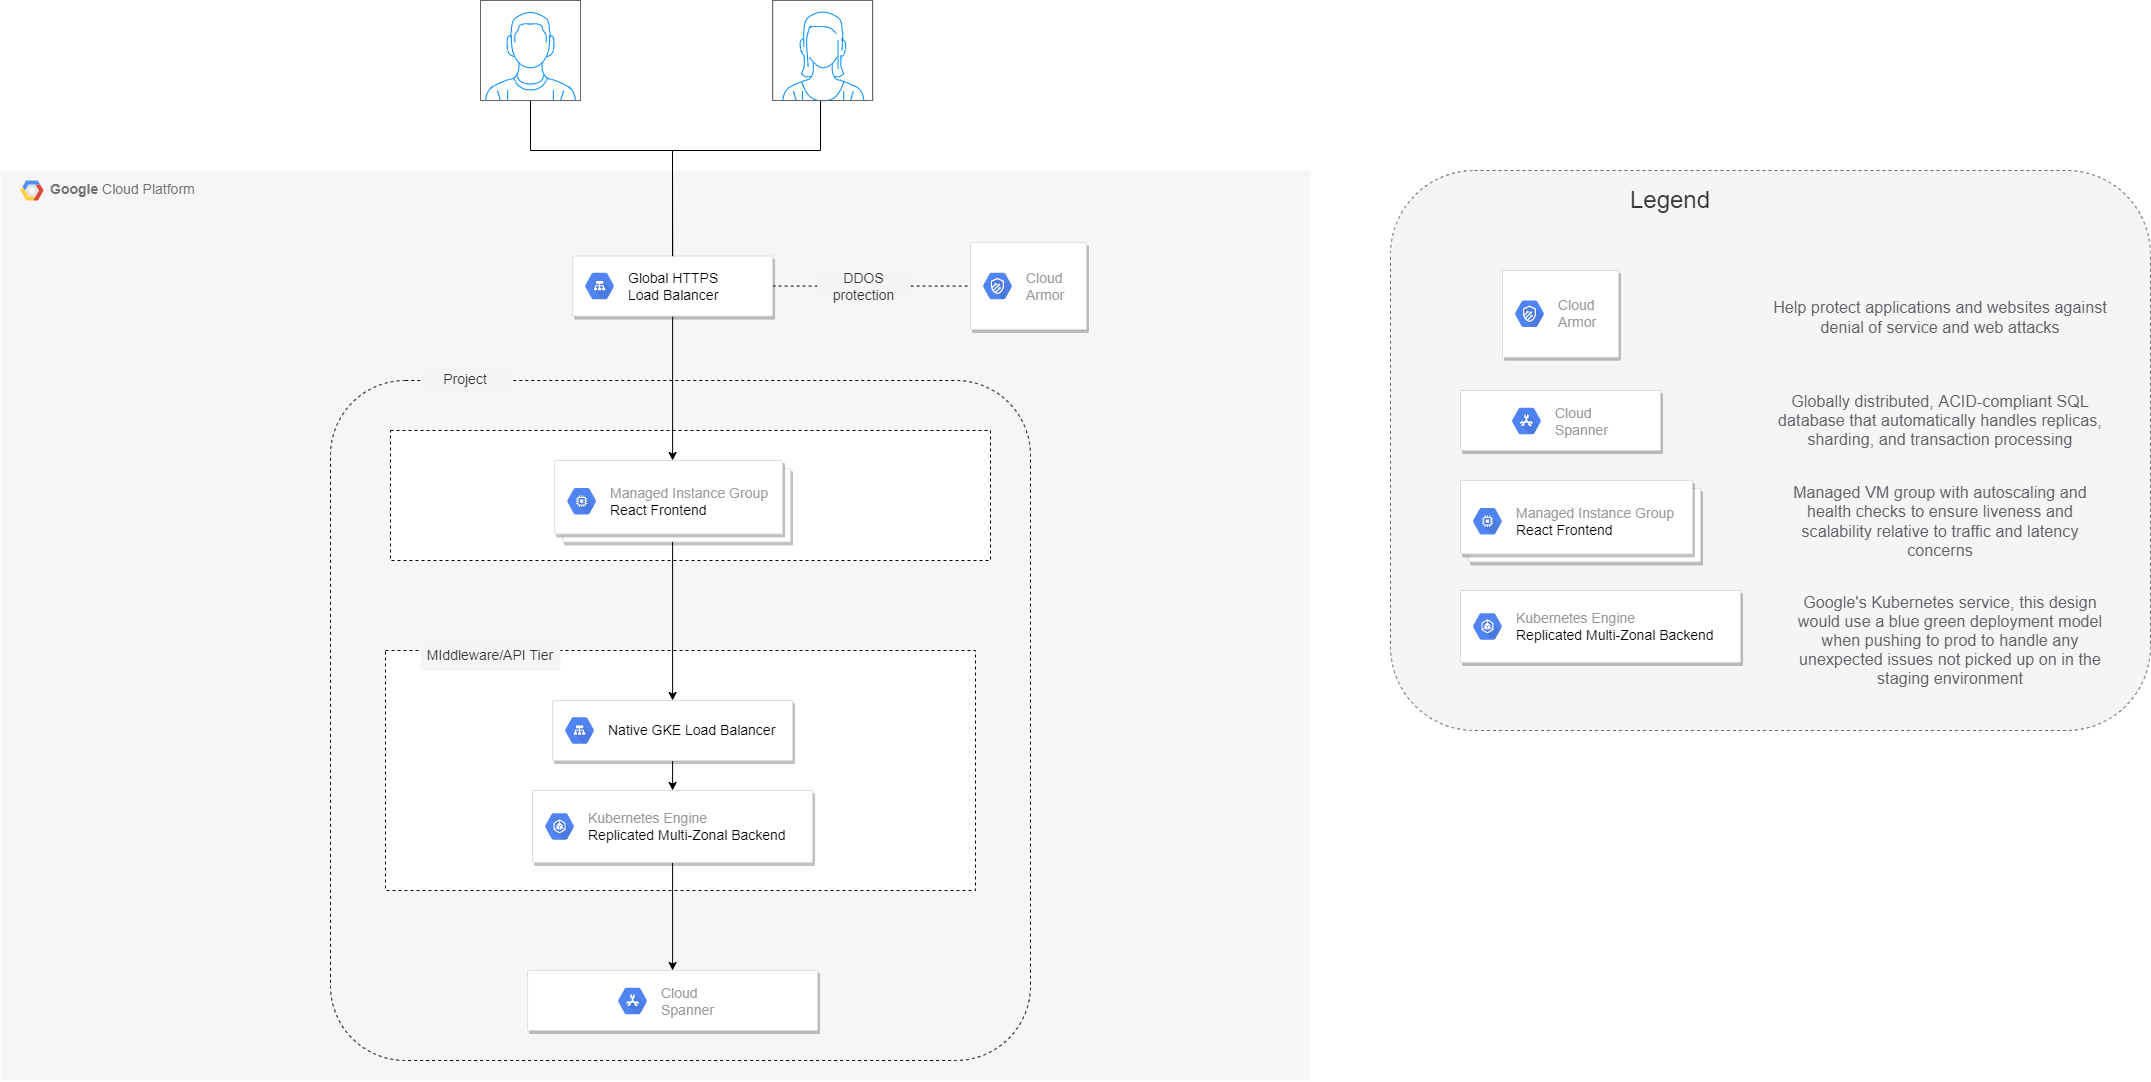 Google Cloud Platform
Global HTTPS
Load Balancer
DDOS
protection
Cloud
Armor
Project
Managed Instance Group
React Frontend
MIddleware/API Tier
Native GKE Load Balancer
Kubernetes Engine
Replicated Multi-Zonal Backend
Cloud
Spanner
Legend
Cloud
Armor
Help protect applications and websites against
denial of service and web attacks
Cloud
Spanner
Globally distributed, ACID-compliant SQL
database that automatically handles replicas,
sharding, and transaction processing
Managed Instance Group
React Frontend
Managed VM group with autoscaling and
health checks to ensure liveness and
scalability relative to traffic and latency
concerns
Kubernetes Engine
Replicated Multi-Zonal Backend
Google's Kubernetes service, this design
would use a blue green deployment model
when pushing to prod to handle any
unexpected issues not picked up on in the
staging environment